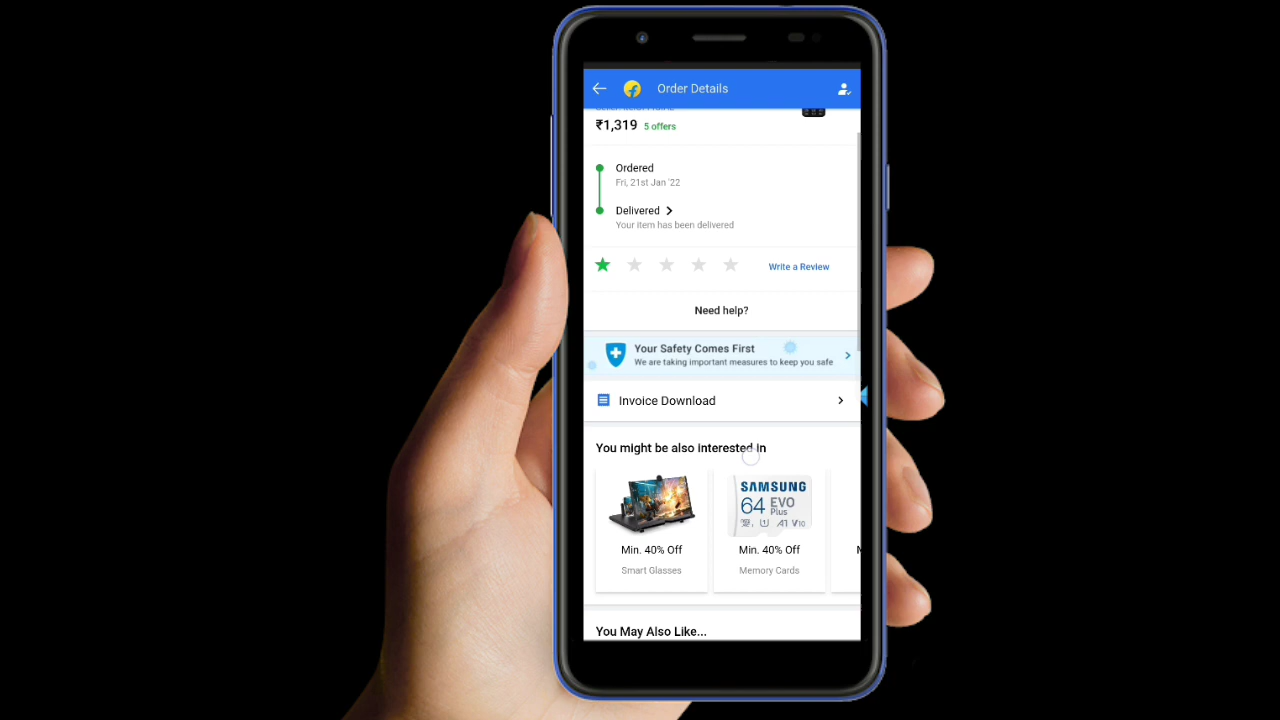 Order Details
₹1,319 5 offers
Ordered
Fri, 21st Jan '22
Delivered
Your item has been delivered
Write a Review
Need help?
Your Safety Comes First
We are taking important measures to keep you safe
Invoice Download
You might be also interested in
SAMSUNG
64 EVO
Plus
A1 V10
Min. 40% Off
Min. 40% Off
Smart Glasses
Memory Cards
You May Also Like...